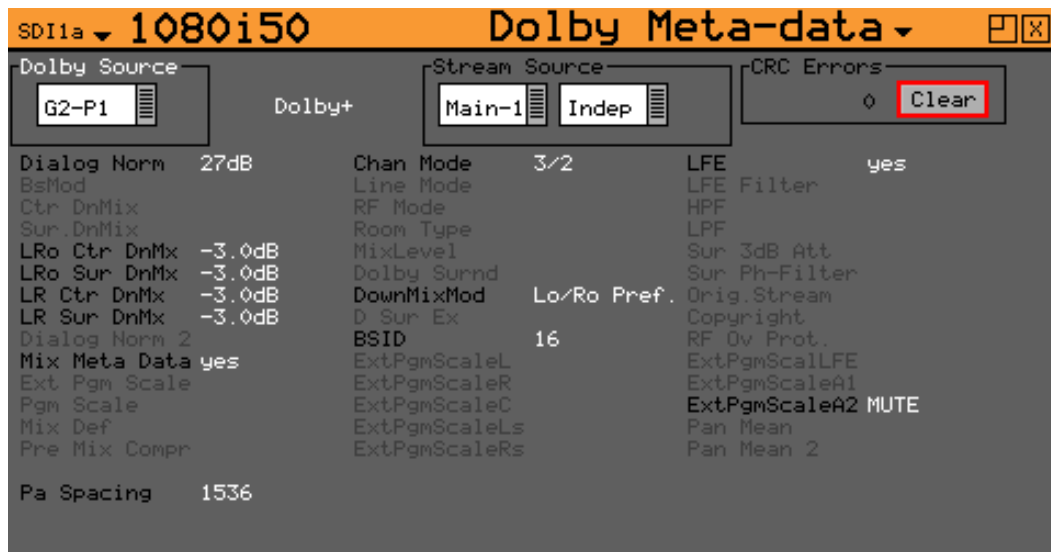 SDI1a 1080i50 Dolby Meta-data
Dolby Source Stream Source CRC Errors
G2-P1 Dolby+ Main-1 Indep 0 Clear
Dialog Norm 27dB Chan Mode 3/2 LFE yes
BsMod Line Mode LFE Filter
Ctr DnMix RF Mode HPF
Sur.DnMix Room Type LPF
LRo Ctr DnMx -3.0dB MixLevel Sur 3dB Att
LRo Sur DnMx -3.0dB Dolby Surnd Sur Ph-Filter
LR Ctr DnMx -3.0dB DownMixMod Lo/Ro Pref. Orig.Stream
LR Sur DnMx -3.0dB D Sur Ex Copyright
Dialog Norm 2 BSID 16 RF Ov Prot.
Mix Meta Data yes ExtPgmScaleL ExtPgmScalLFE
Ext Pgm Scale ExtPgmScaleR ExtPgmScaleA1
Pgm Scale ExtPgmScaleC ExtPgmScaleA2 MUTE
Mix Def ExtPgmScaleLs Pan Mean
Pre Mix Compr ExtPgmScaleRs Pan Mean 2
Pa Spacing 1536